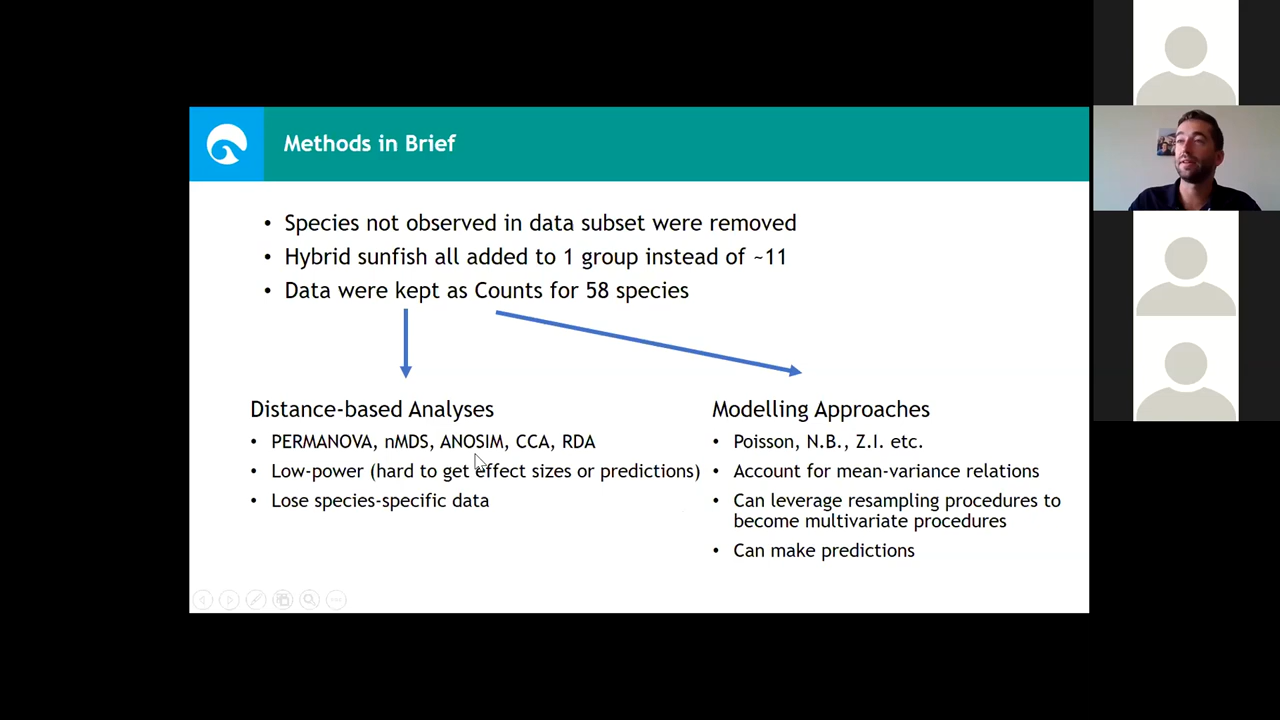 Methods in Brief
• Species not observed in data subset were removed
• Hybrid sunfish all added to 1 group instead of ~11
• Data were kept as Counts for 58 species
Distance-based Analyses
• PERMANOVA, nMDS, ANOSIM, CCA, RDA
• Low-power (hard to get effect sizes or predictions)
• Lose species-specific data
Modelling Approaches
• Poisson, N.B., Z.I. etc.
• Account for mean-variance relations
• Can leverage resampling procedures to
become multivariate procedures
• Can make predictions